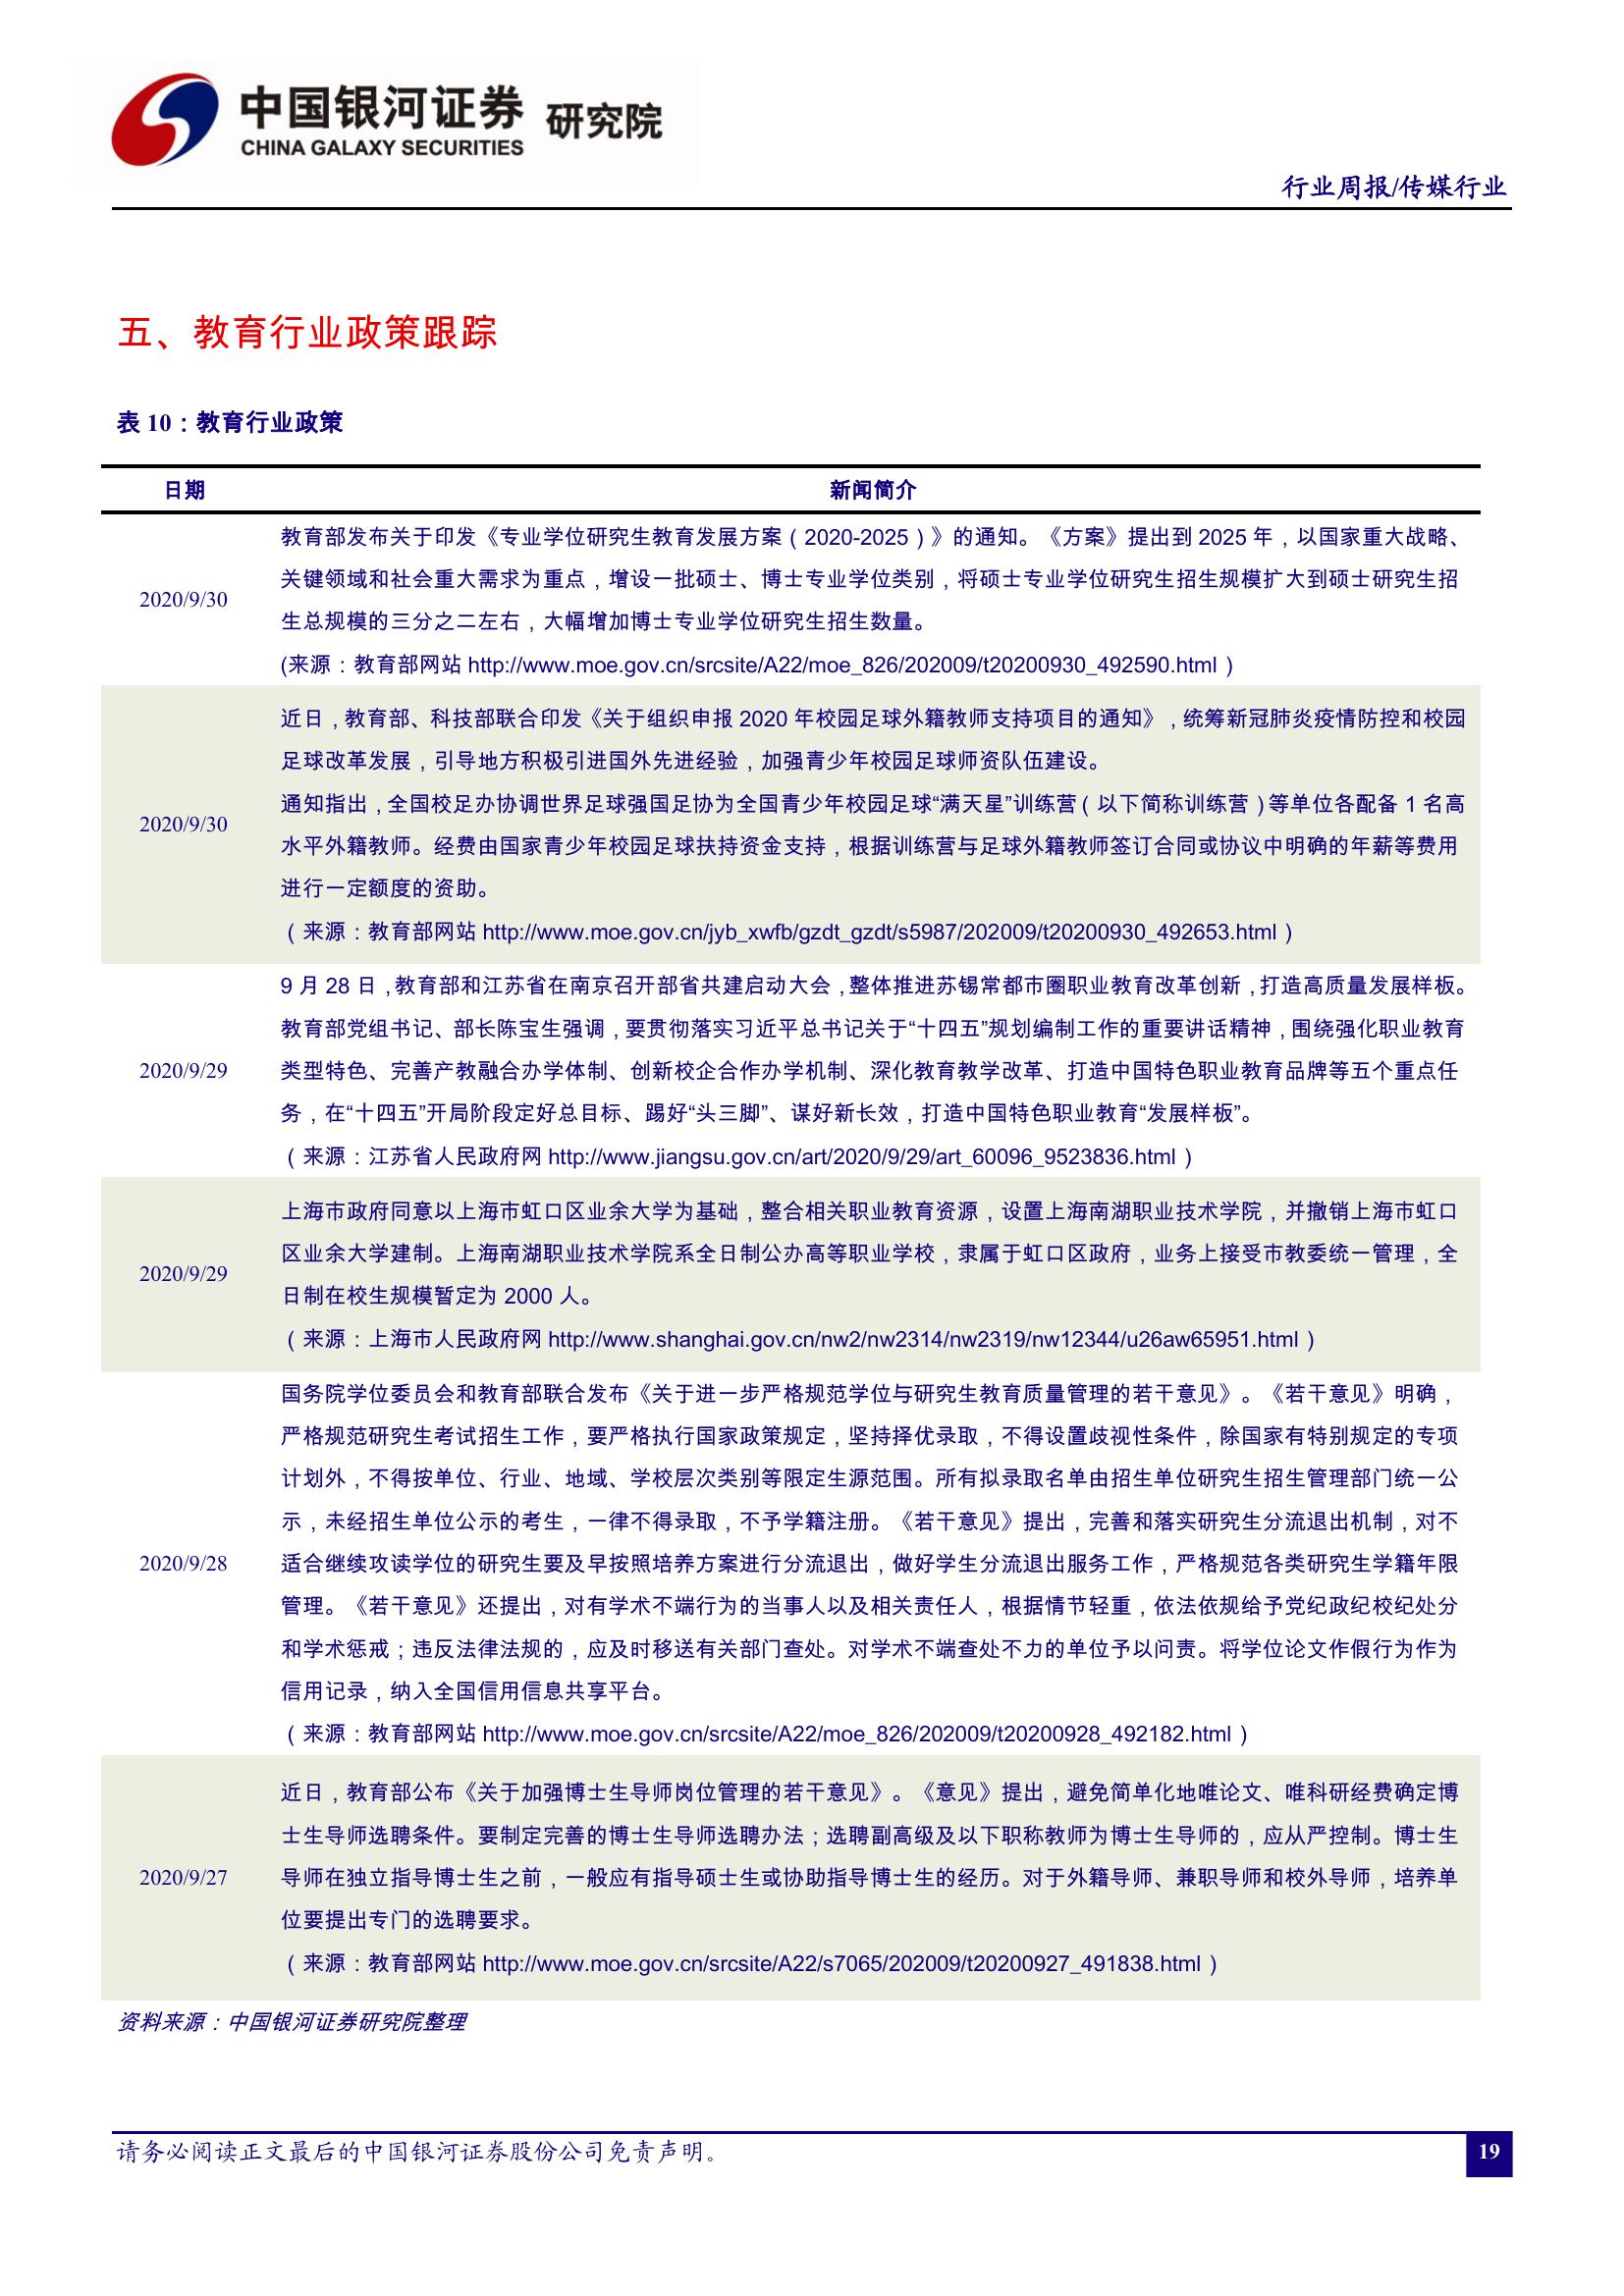 中国银河证券 研究院
CHINA GALAXY SECURITIES
行业周报/传媒行业
五、教育行业政策跟踪
表 10：教育行业政策
日期 新闻简介
教育部发布关于印发《专业学位研究生教育发展方案（2020-2025）》的通知。《方案》提出到 2025 年，以国家重大战略、
关键领域和社会重大需求为重点，增设一批硕士、博士专业学位类别，将硕士专业学位研究生招生规模扩大到硕士研究生招
2020/9/30
生总规模的三分之二左右，大幅增加博士专业学位研究生招生数量。
(来源：教育部网站 http://www.moe.gov.cn/srcsite/A22/moe_826/202009/t20200930_492590.html）
近日，教育部、科技部联合印发《关于组织申报 2020 年校园足球外籍教师支持项目的通知》，统筹新冠肺炎疫情防控和校园
足球改革发展，引导地方积极引进国外先进经验，加强青少年校园足球师资队伍建设。
通知指出，全国校足办协调世界足球强国足协为全国青少年校园足球“满天星”训练营（以下简称训练营）等单位各配备 1 名高
2020/9/30
水平外籍教师。经费由国家青少年校园足球扶持资金支持，根据训练营与足球外籍教师签订合同或协议中明确的年薪等费用
进行一定额度的资助。
（来源：教育部网站 http://www.moe.gov.cn/jyb_xwfb/gzdt_gzdt/s5987/202009/t20200930_492653.html）
9 月 28 日，教育部和江苏省在南京召开部省共建启动大会，整体推进苏锡常都市圈职业教育改革创新，打造高质量发展样板。
教育部党组书记、部长陈宝生强调，要贯彻落实习近平总书记关于“十四五”规划编制工作的重要讲话精神，围绕强化职业教育
2020/9/29
类型特色、完善产教融合办学体制、创新校企合作办学机制、深化教育教学改革、打造中国特色职业教育品牌等五个重点任
务，在“十四五”开局阶段定好总目标、踢好“头三脚”、谋好新长效，打造中国特色职业教育“发展样板”。
（来源：江苏省人民政府网 http://www.jiangsu.gov.cn/art/2020/9/29/art_60096_9523836.html）
上海市政府同意以上海市虹口区业余大学为基础，整合相关职业教育资源，设置上海南湖职业技术学院，并撤销上海市虹口
区业余大学建制。上海南湖职业技术学院系全日制公办高等职业学校，隶属于虹口区政府，业务上接受市教委统一管理，全
2020/9/29
日制在校生规模暂定为 2000 人。
（来源：上海市人民政府网 http://www.shanghai.gov.cn/nw2/nw2314/nw2319/nw12344/u26aw65951.html）
国务院学位委员会和教育部联合发布《关于进一步严格规范学位与研究生教育质量管理的若干意见》。《若干意见》明确，
严格规范研究生考试招生工作，要严格执行国家政策规定，坚持择优录取，不得设置歧视性条件，除国家有特别规定的专项
计划外，不得按单位、行业、地域、学校层次类别等限定生源范围。所有拟录取名单由招生单位研究生招生管理部门统一公
示，未经招生单位公示的考生，一律不得录取，不予学籍注册。《若干意见》提出，完善和落实研究生分流退出机制，对不
2020/9/28
适合继续攻读学位的研究生要及早按照培养方案进行分流退出，做好学生分流退出服务工作，严格规范各类研究生学籍年限
管理。《若干意见》还提出，对有学术不端行为的当事人以及相关责任人，根据情节轻重，依法依规给予党纪政纪校纪处分
和学术惩戒；违反法律法规的，应及时移送有关部门查处。对学术不端查处不力的单位予以问责。将学位论文作假行为作为
信用记录，纳入全国信用信息共享平台。
（来源：教育部网站 http://www.moe.gov.cn/srcsite/A22/moe_826/202009/t20200928_492182.html）
近日，教育部公布《关于加强博士生导师岗位管理的若干意见》。《意见》提出，避免简单化地唯论文、唯科研经费确定博
士生导师选聘条件。要制定完善的博士生导师选聘办法；选聘副高级及以下职称教师为博士生导师的，应从严控制。博士生
2020/9/27
导师在独立指导博士生之前，一般应有指导硕士生或协助指导博士生的经历。对于外籍导师、兼职导师和校外导师，培养单
位要提出专门的选聘要求。
（来源：教育部网站 http://www.moe.gov.cn/srcsite/A22/s7065/202009/t20200927_491838.html）
资料来源：中国银河证券研究院整理
请务必阅读正文最后的中国银河证券股份公司免责声明。
19